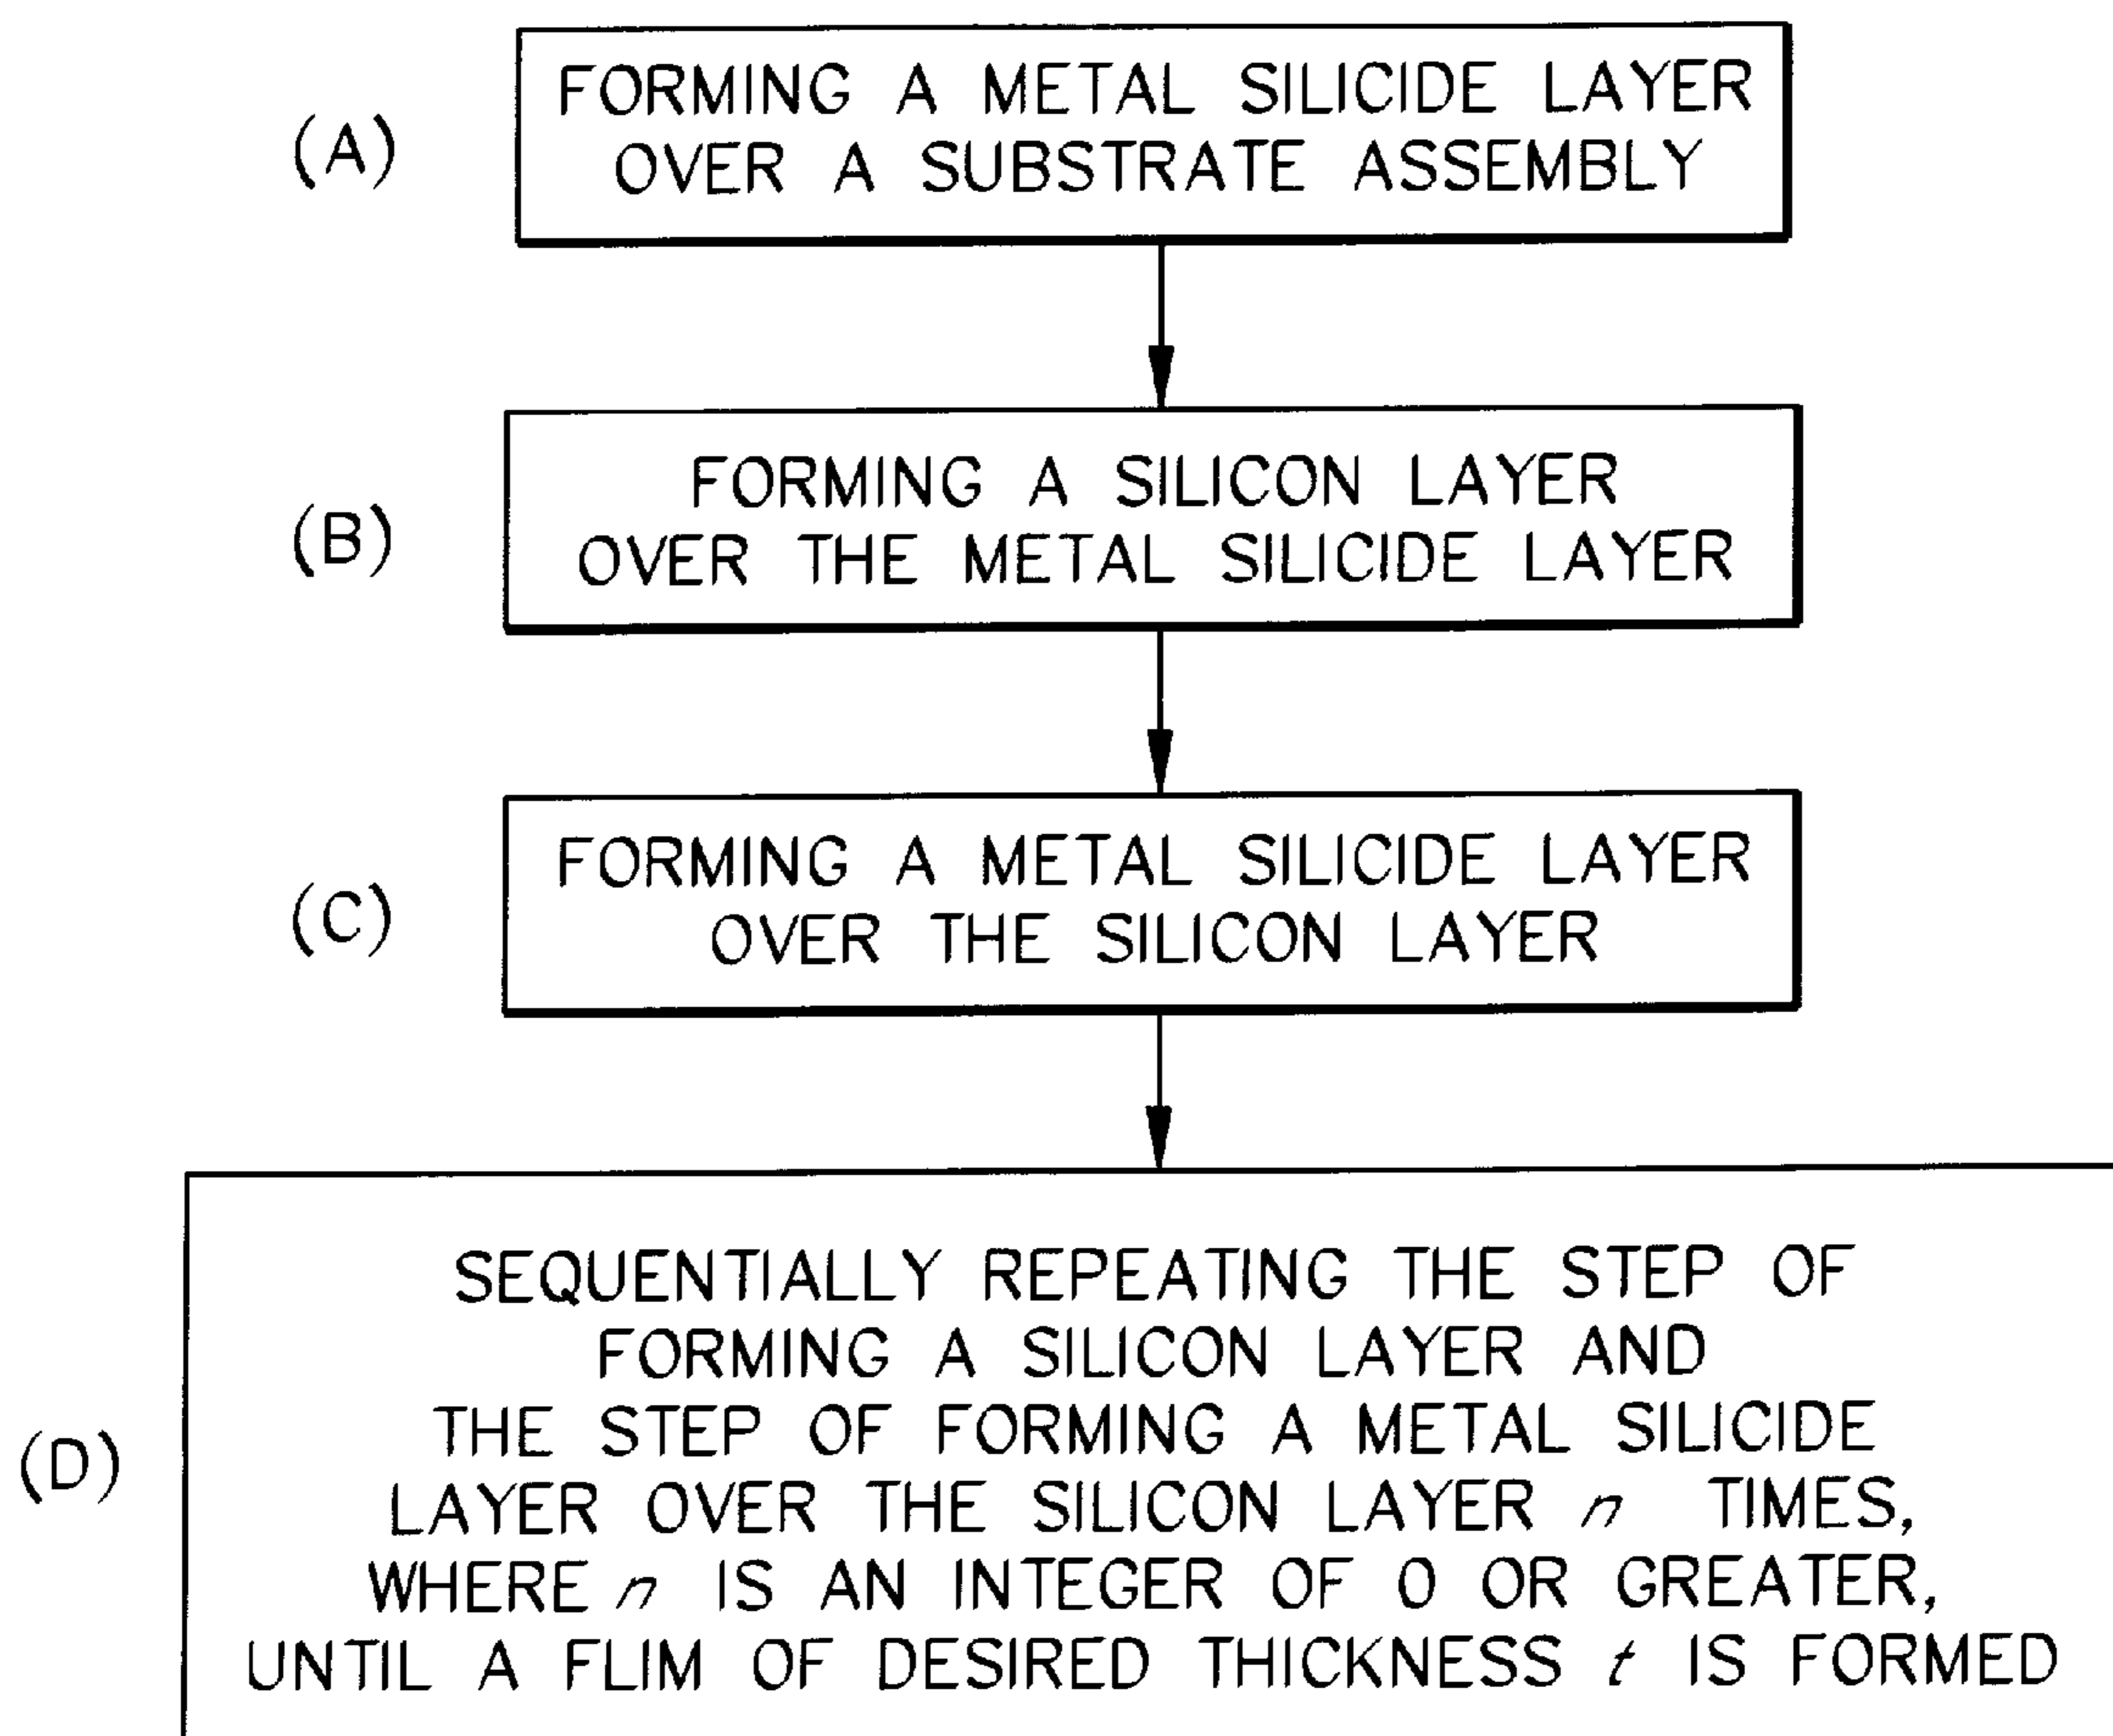 (A)
FORMING A METAL SILICIDE LAYER
OVER A SUBSTRATE ASSEMBLY
(B)
FORMING A SILICON LAYER
OVER THE METAL SILICIDE LAYER
(C)
FORMING A METAL SILICIDE LAYER
OVER THE SILICON LAYER
(D)
SEQUENTIALLY REPEATING THE STEP OF
FORMING A SILICON LAYER AND
THE STEP OF FORMING A METAL SILICIDE
LAYER OVER THE SILICON LAYER n TIMES,
WHERE n IS AN INTEGER OF 0 OR GREATER,
UNTIL A FLIM OF DESIRED THICKNESS t IS FORMED